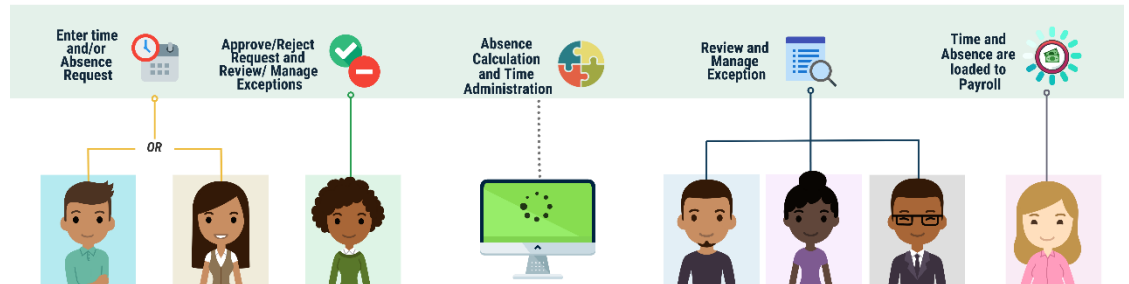 Enter time
and/or
Absence
Request
Approve/Reject
Request and
Review/ Manage
Exceptions
Absence
Calculation
and Time
Administration
Review and
Manage
Exception
Time and
Absence are
loaded to
Payroll
OR